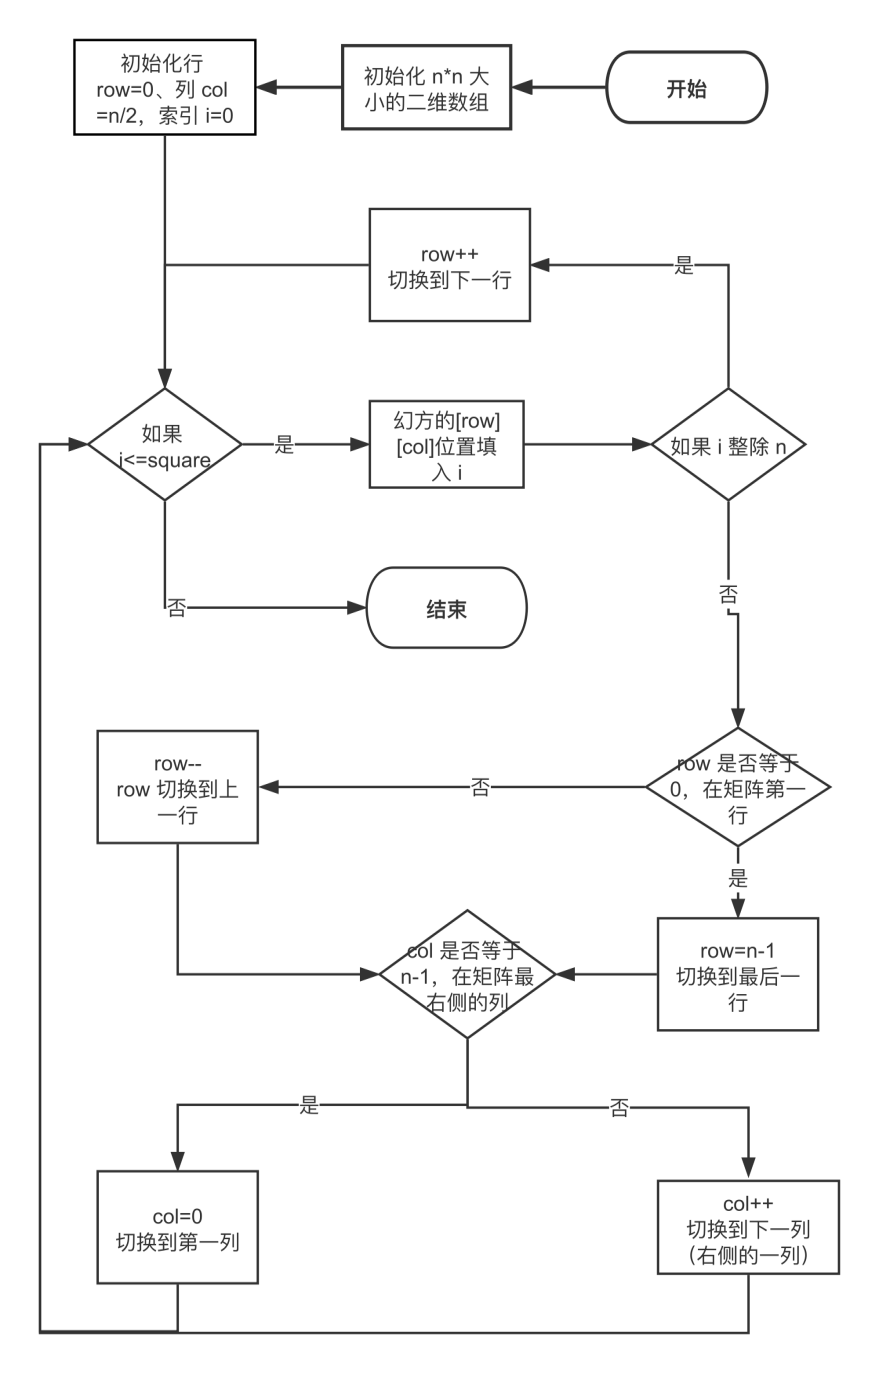 开始
初始化 n*n 大
小的二维数组
初始化行
row=0、列 col
=n/2，索引 i=0
row++
切换到下一行
是
如果
i<=square
是
幻方的[row]
[col]位置填
入 i
如果 i 整除 n
否
结束
否
row--
row 切换到上
一行
否
row 是否等于
0，在矩阵第一
行
是
col 是否等于
n-1，在矩阵最
右侧的列
row=n-1
切换到最后一
行
是
否
col=0
切换到第一列
col++
切换到下一列
（右侧的一列）